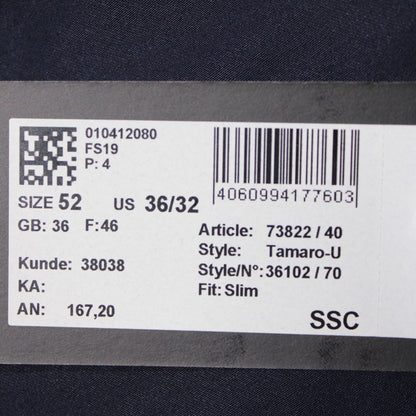 010412080
FS19
P: 4
4060994177603
SIZE 52 US 36/32
GB: 36 F:46
Article: 73822 / 40
Style: Tamaro-U
Style/N°: 36102 / 70
Fit: Slim
Kunde: 38038
KA:
AN: 167,20
SSC